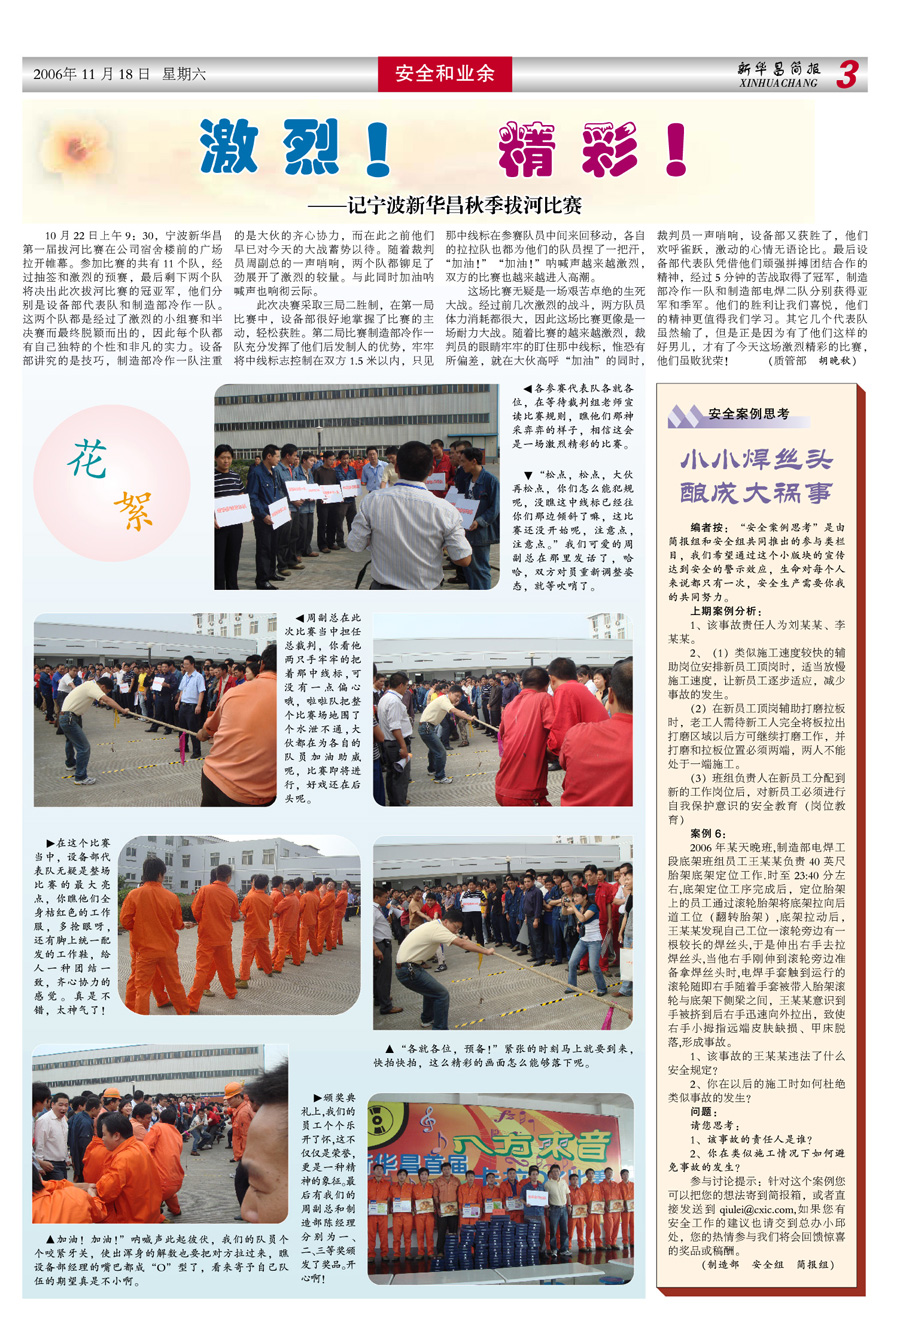 2006年 11 月 18 日   星期六
安全和业余
新华昌简报
XINHUACHANG
3
激 烈！  精 彩！
——记宁波新华昌秋季拔河比赛
10 月 22 日上午 9：30，宁波新华昌
第一届拔河比赛在公司宿舍楼前的广场
拉开帷幕。参加比赛的共有 11 个队，经
过抽签和激烈的预赛，最后剩下两个队
将决出此次拔河比赛的冠亚军，他们分
别是设备部代表队和制造部冷作一队。
这两个队都是经过了激烈的小组赛和半
决赛而最终脱颖而出的，因此每个队都
有自己独特的个性和非凡的实力。设备
部讲究的是技巧，制造部冷作一队注重
的是大伙的齐心协力，而在此之前他们
早已对今天的大战蓄势以待。随着裁判
员周副总的一声哨响，两个队都铆足了
劲展开了激烈的较量。与此同时加油呐
喊声也响彻云际。
此次决赛采取三局二胜制，在第一局
比赛中，设备部很好地掌握了比赛的主
动，轻松获胜。第二局比赛制造部冷作一
队充分发挥了他们后发制人的优势，牢牢
将中线标志控制在双方 1.5 米以内，只见
那中线标在参赛队员中间来回移动，各自
的拉拉队也都为他们的队员捏了一把汗，
“加油！”“加油！”呐喊声越来越激烈，
双方的比赛也越来越进入高潮。
这场比赛无疑是一场艰苦卓绝的生死
大战。经过前几次激烈的战斗，两方队员
体力消耗都很大，因此这场比赛更像是一
场耐力大战。随着比赛的越来越激烈，裁
判员的眼睛牢牢的盯住那中线标，惟恐有
所偏差，就在大伙高呼“加油”的同时，
裁判员一声哨响，设备部又获胜了，他们
欢呼雀跃，激动的心情无语论比。最后设
备部代表队凭借他们顽强拼搏团结合作的
精神，经过 5 分钟的苦战取得了冠军，制造
部冷作一队和制造部电焊二队分别获得亚
军和季军。他们的胜利让我们喜悦，他们
的精神更值得我们学习。其它几个代表队
虽然输了，但是正是因为有了他们这样的
好男儿，才有了今天这场激烈精彩的比赛，
他们虽败犹荣！   （质管部   胡晚秋）
花
絮
◀各参赛代表队各就各
位，在等待裁判组老师宣
读比赛规则，瞧他们那神
采弈弈的样子，相信这会
是一场激烈精彩的比赛。
▼“松点，松点，大伙
再松点，你们怎么能犯规
呢，没瞧这中线标已经往
你们那边倾斜了嘛，这比
赛还没开始呢，注意点，
注意点。”我们可爱的周
副总在那里发话了，哈
哈，双方对员重新调整姿
态，就等吹哨了。
◀周副总在此
次比赛当中担任
总裁判，你看他
两只手牢牢的把
着那中线标,可
没有一点偏心
哦，啦啦队把整
个比赛场地围了
个水泄不通,大
伙都在为各自的
队员加油助威
呢，比赛即将进
行，好戏还在后
头呢。
▶在这个比赛
当中，设备部代
表队无疑是整场
比赛的最大亮
点，你瞧他们全
身桔红色的工作
服，多抢眼呀，
还有脚上统一配
发的工作鞋，给
人一种团结一
致，齐心协力的
感觉。真是不
错，太神气了！
▲“各就各位，预备！”紧张的时刻马上就要到来，
快拍快拍，这么精彩的画面怎么能够落下呢。
▲加油！加油！”呐喊声此起彼伏，我们的队员个
个咬紧牙关，使出浑身的解数也要把对方拉过来，瞧
设备部经理的嘴巴都成“O”型了，看来寄予自己队
伍的期望真是不小啊。
▶颁奖典
礼上,我们的
员工个个乐
开了怀,这不
仅仅是荣誉,
更是一种精
神的象征。最
后有我们的
周副总和制
造部陈经理
分别为一、
二、三等奖颁
发了奖品。开
心啊！
八方来音
新华昌首届
安全案例思考
小小焊丝头
酿成大祸事
编者按：“安全案例思考”是由
简报组和安全组共同推出的参与类栏
目，我们希望通过这个小版块的宣传
达到安全的警示效应，生命对每个人
来说都只有一次，安全生产需要你我
的共同努力。
上期案例分析：
1、该事故责任人为刘某某、李
某某。
2、（1）类似施工速度较快的辅
助岗位安排新员工顶岗时，适当放慢
施工速度，让新员工逐步适应，减少
事故的发生。
（2）在新员工顶岗辅助打磨拉板
时，老工人需待新工人完全将板拉出
打磨区域以后方可继续打磨工作，并
打磨和拉板位置必须两端，两人不能
处于一端施工。
（3）班组负责人在新员工分配到
新的工作岗位后，对新员工必须进行
自我保护意识的安全教育（岗位教
育）
案例 6：
2006 年某天晚班,制造部电焊工
段底架班组员工王某某负责 40 英尺
胎架底架定位工作.时至 23:40 分左
右,底架定位工序完成后，定位胎架
上的员工通过滚轮胎架将底架拉向后
道工位（翻转胎架）,底架拉动后，
王某某发现自己工位一滚轮旁边有一
根较长的焊丝头,于是伸出右手去拉
焊丝头,当他右手刚伸到滚轮旁边准
备拿焊丝头时,电焊手套触到运行的
滚轮随即右手随着手套被带入胎架滚
轮与底架下侧梁之间，王某某意识到
手被挤到后右手迅速向外拉出，致使
右手小拇指远端皮肤缺损、甲床脱
落,形成事故。
1、该事故的王某某违法了什么
安全规定?
2、你在以后的施工时如何杜绝
类似事故的发生?
问题：
请您思考：
1、该事故的责任人是谁?
2、你在类似施工情况下如何避
免事故的发生?
参与讨论提示：针对这个案例您
可以把您的想法寄到简报箱，或者直
接发送到 qiulei@cxic.com,如果您有
安全工作的建议也请交到总办小邱
处，您的热情参与我们将会回馈惊喜
的奖品或稿酬。
（制造部   安全组   简报组）